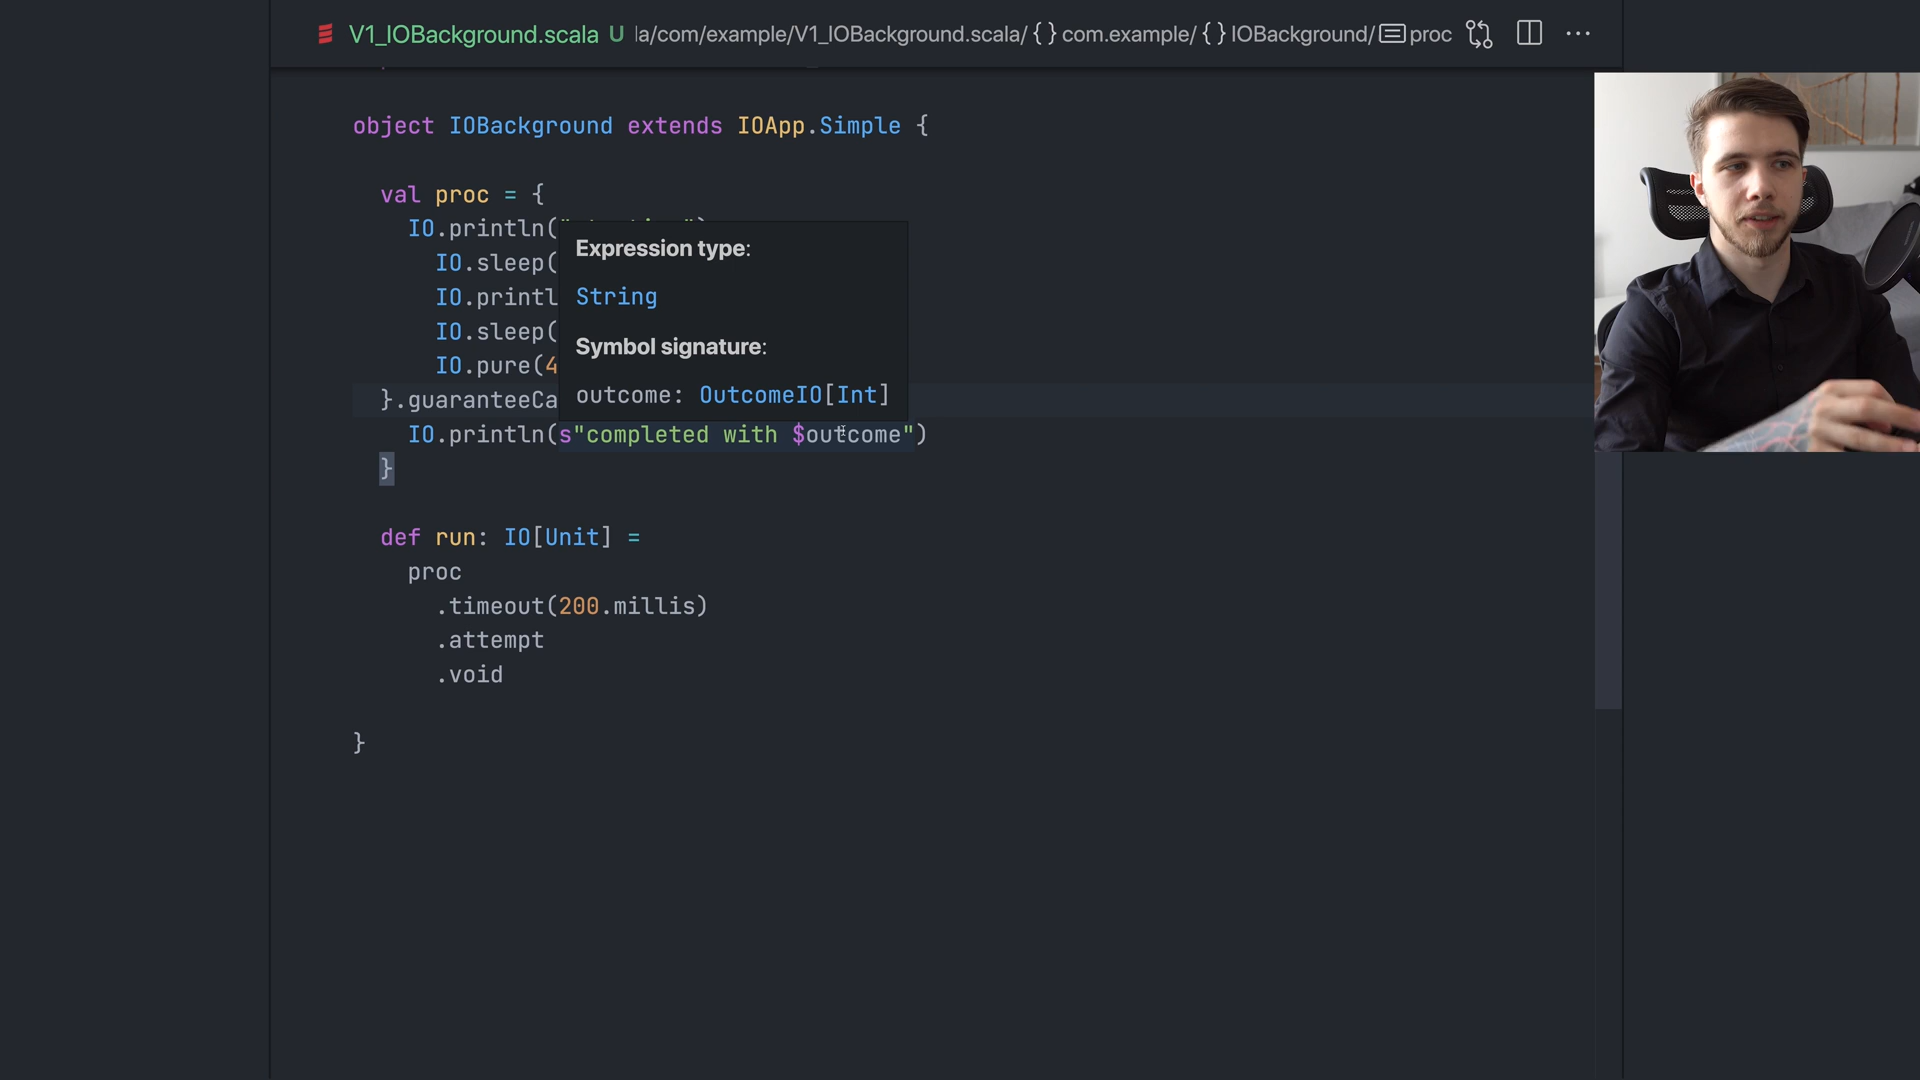 V1_IOBackground.scala U la/com/example/V1_IOBackground.scala/ {} com.example/ {} IOBackground/ proc
object IOBackground extends IOApp.Simple {
val proc = {
IO.println(
IO.sleep(
IO.printl
IO.sleep(
IO.pure(4
}.guaranteeCa
Expression type:
String
Symbol signature:
outcome: OutcomeIO[Int]
IO.println(s"completed with $outcome")
}
def run: IO[Unit] =
proc
.timeout(200.millis)
.attempt
.void
}